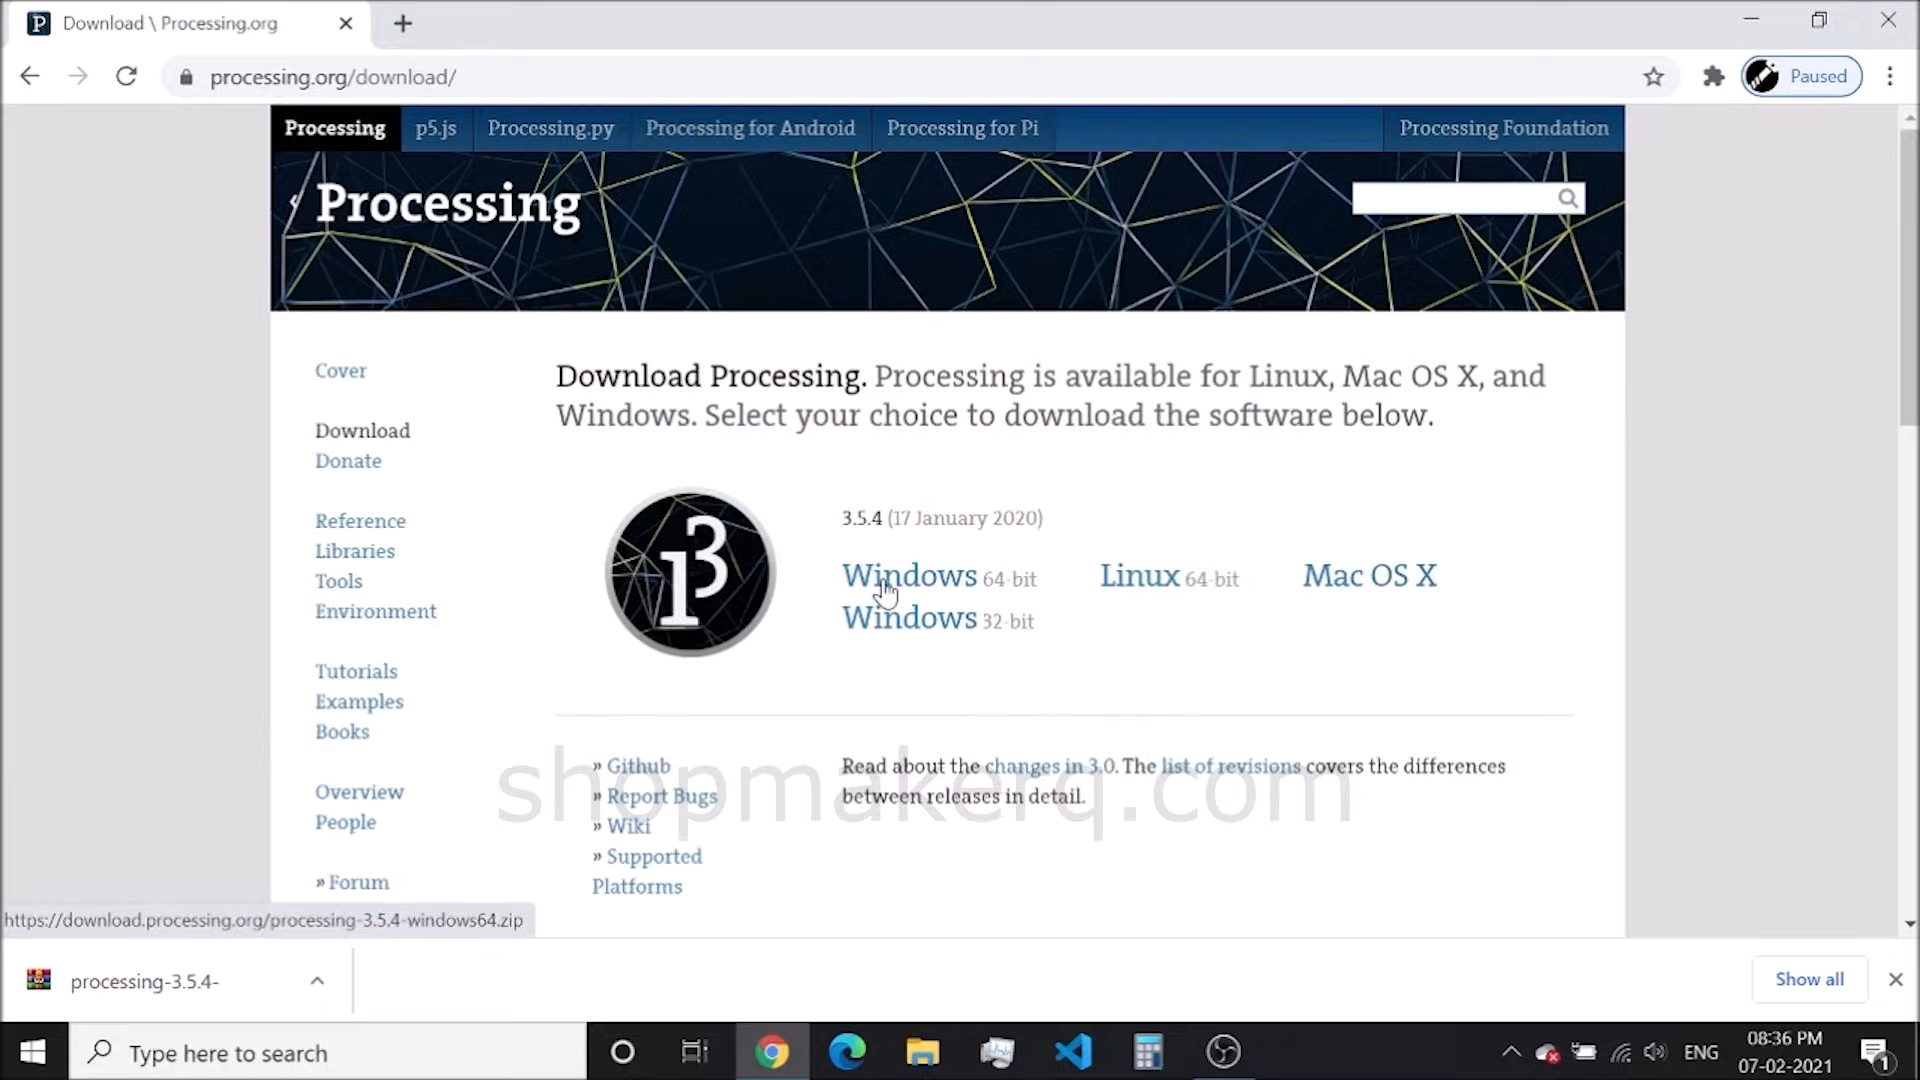 Download \ Processing.org
processing.org/download/
Paused
Processing
p5.js
Processing.py
Processing for Android
Processing for Pi
Processing Foundation
Processing
Cover
Download
Donate
Reference
Libraries
Tools
Environment
Tutorials
Examples
Books
Overview
People
» Forum
Download Processing. Processing is available for Linux, Mac OS X, and
Windows. Select your choice to download the software below.
3.5.4 (17 January 2020)
Windows 64-bit
Linux 64-bit
Mac OS X
Windows 32-bit
» Github
» Report Bugs
» Wiki
» Supported
Platforms
Read about the changes in 3.0. The list of revisions covers the differences
between releases in detail.
shopmakerq.com
https://download.processing.org/processing-3.5.4-windows64.zip
processing-3.5.4-
Show all
Type here to search
ENG
08:36 PM
07-02-2021
1